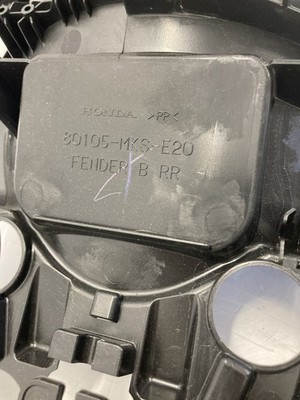 HONDA >PP<
80105-MKS-E20
FENDER B RR